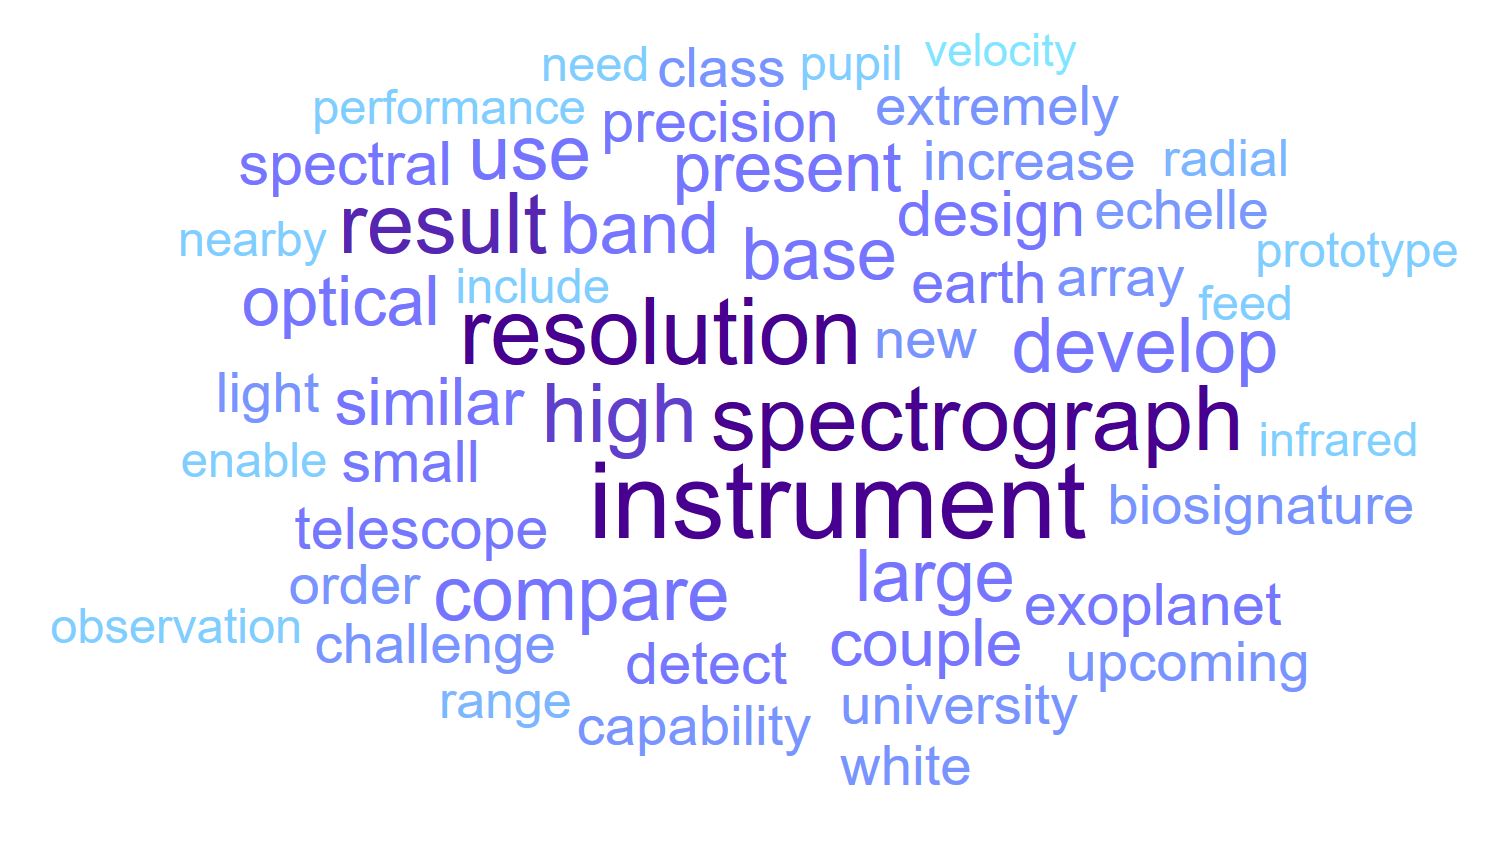 need class pupil velocity
performance precision extremely
spectral use present increase radial
nearby result band base design echelle
optical include earth array prototype
feed
resolution new develop
light similar high spectrograph infrared
enable small
instrument biosignature
telescope
order compare large exoplanet
observation challenge detect couple upcoming
range capability university
white